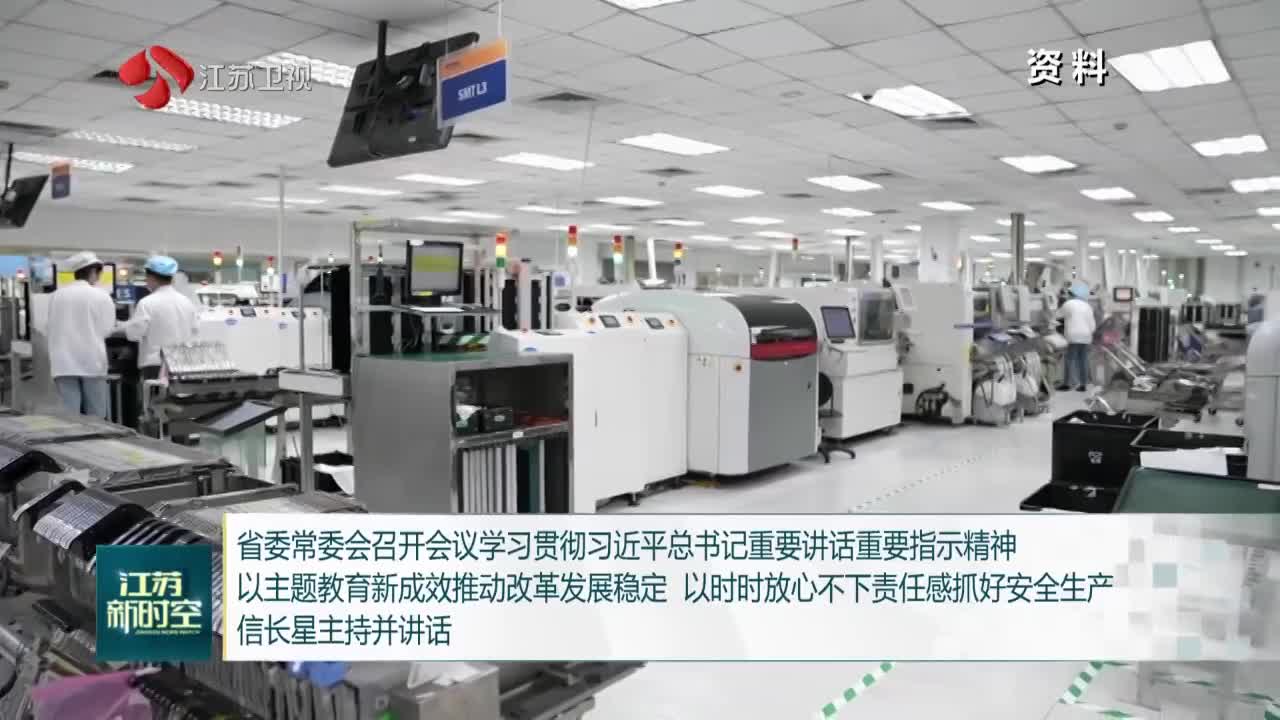 江苏卫视
资料
SMT L3
省委常委会召开会议学习贯彻习近平总书记重要讲话重要指示精神
以主题教育新成效推动改革发展稳定 以时时放心不下责任感抓好安全生产
信长星主持并讲话
江苏
新时空
JIANGSU NEWS WATCH